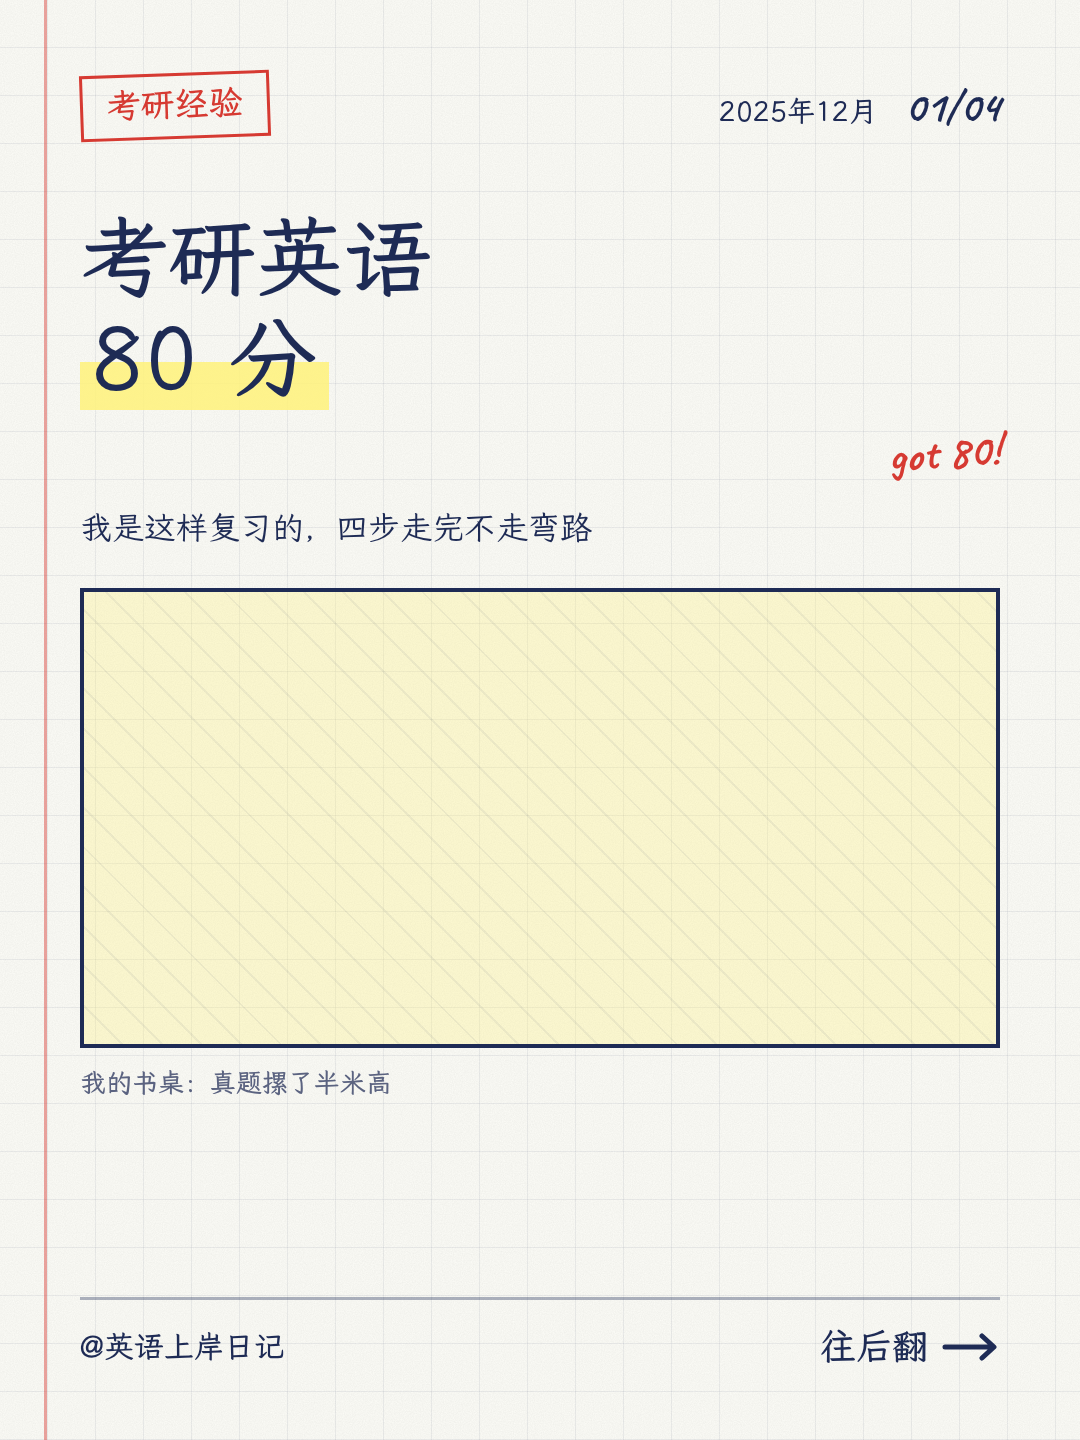 考研经验
2025年12月 01/04
考研英语
80 分
got 80!
我是这样复习的，四步走完不走弯路
我的书桌：真题摞了半米高
@英语上岸日记
往后翻 →